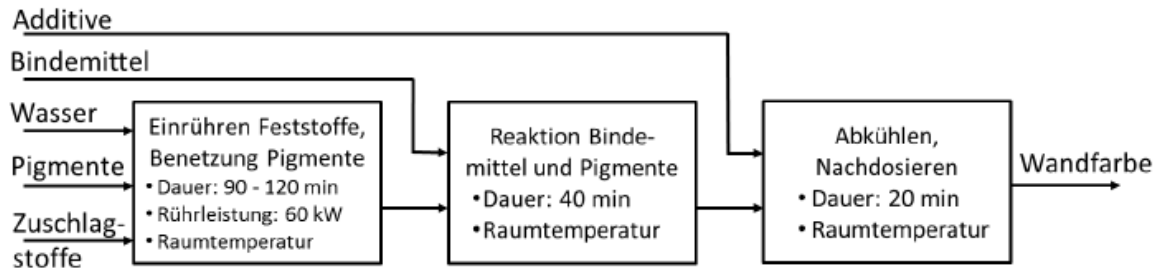 Additive
Bindemittel
Wasser
Pigmente
Zuschlag-
stoffe
Einrühren Feststoffe,
Benetzung Pigmente
• Dauer: 90 - 120 min
• Rührleistung: 60 kW
• Raumtemperatur
Reaktion Binde-
mittel und Pigmente
•Dauer: 40 min
•Raumtemperatur
Abkühlen,
Nachdosieren
• Dauer: 20 min
• Raumtemperatur
Wandfarbe